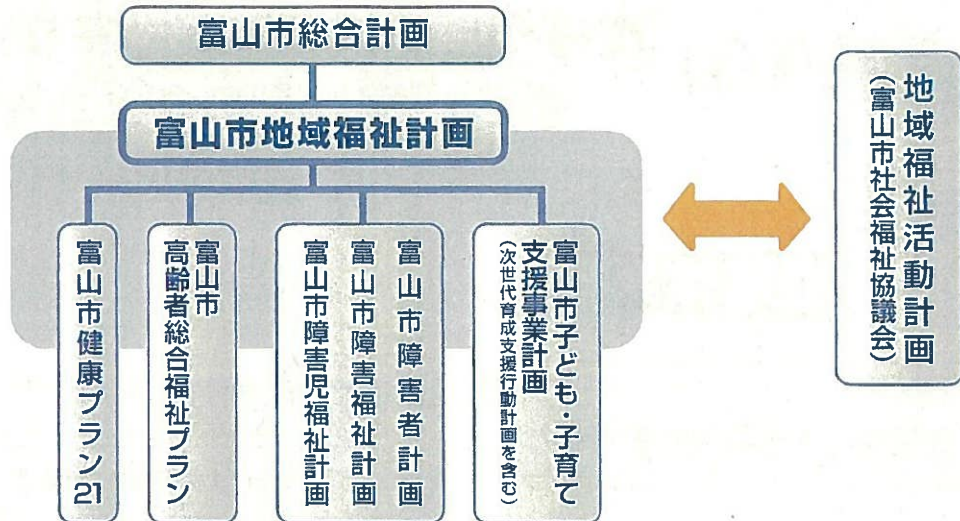 富山市総合計画
富山市地域福祉計画
富山市子ども・子育て
支援事業計画
(次世代育成支援行動計画を含む)
富山市障害者計画
富山市障害福祉計画
富山市障害児福祉計画
富山市
高齢者総合福祉プラン
富山市健康プラン21
地域福祉活動計画
(富山市社会福祉協議会)